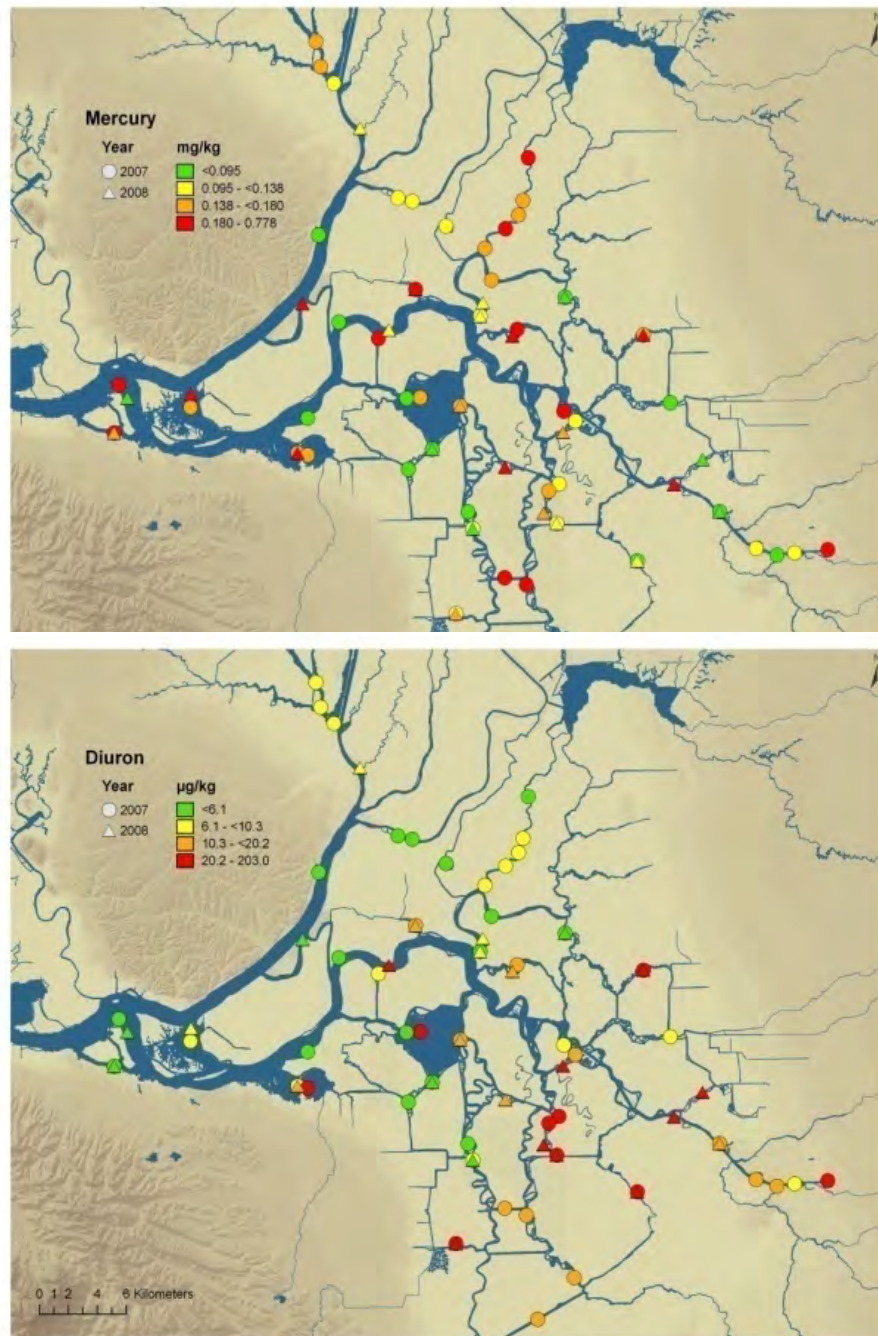 Mercury
Year mg/kg
2007 <0.095
2008 0.095 - <0.138
0.138 - <0.180
0.180 - 0.778
Diuron
Year µg/kg
2007 <6.1
2008 6.1 - <10.3
10.3 - <20.2
20.2 - 203.0
0 1 2 4 6 Kilometers